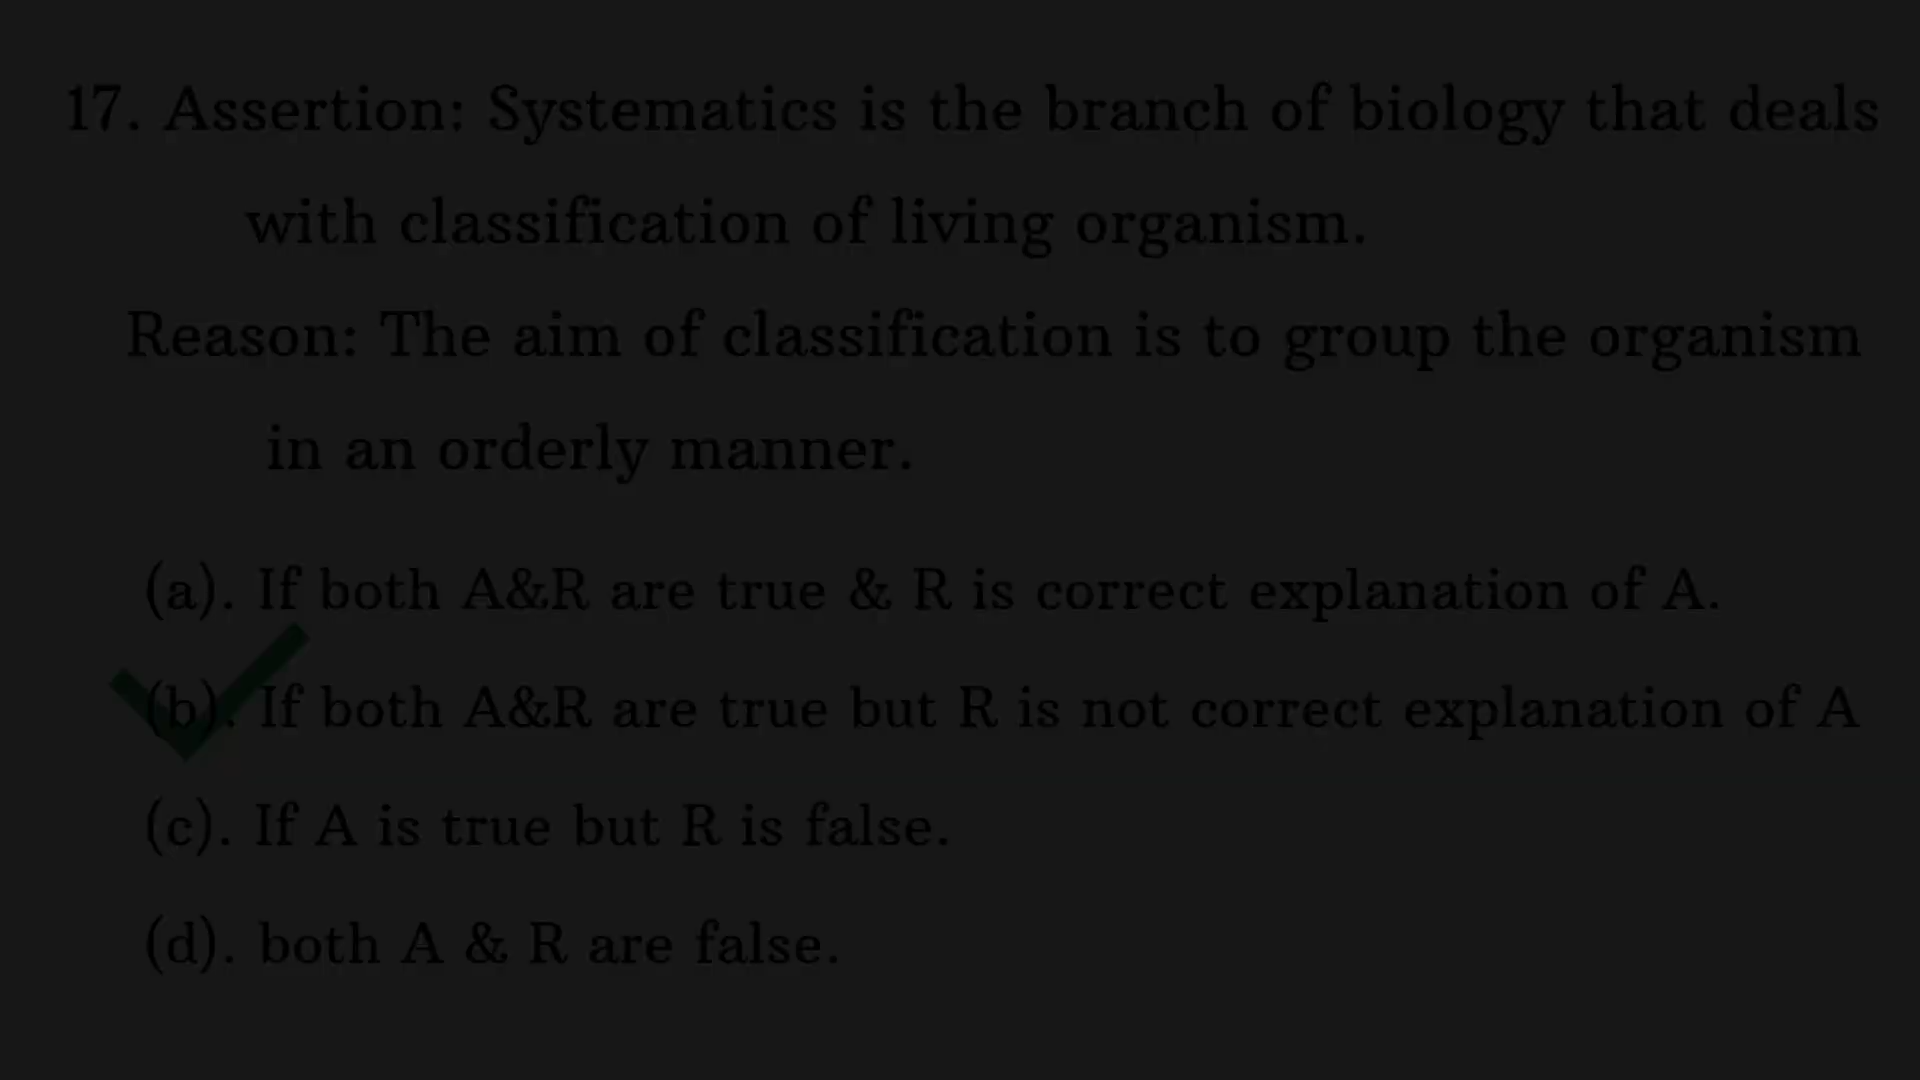 17. Assertion: Systematics is the branch of biology that deals
with classification of living organism.
Reason: The aim of classification is to group the organism
in an orderly manner.
(a). If both A&R are true & R is correct explanation of A.
(b). If both A&R are true but R is not correct explanation of A
(c). If A is true but R is false.
(d). both A & R are false.